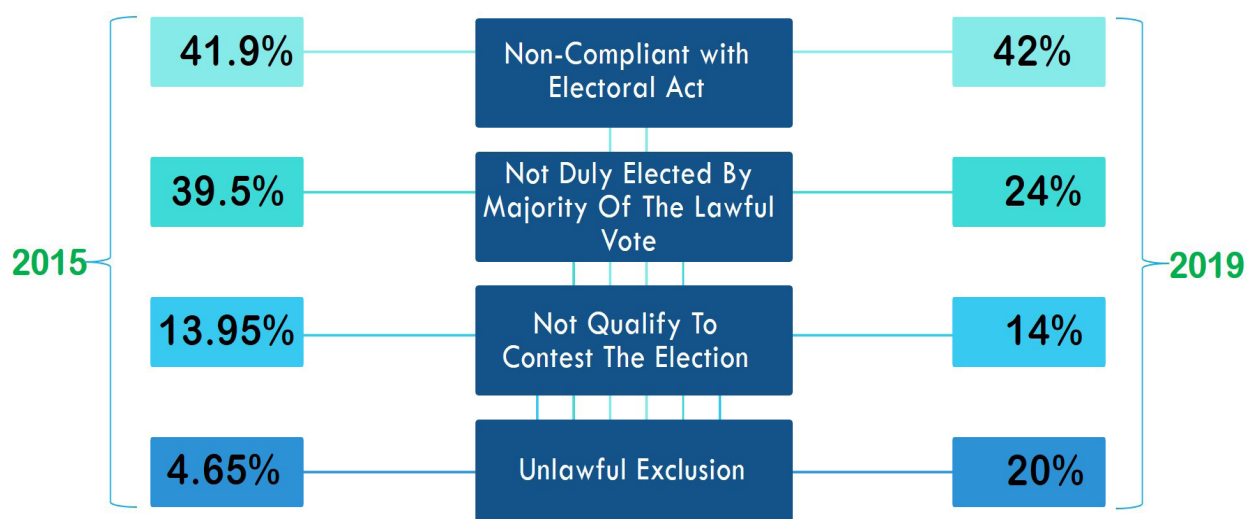 41.9%
Non-Compliant with
Electoral Act
42%
39.5%
Not Duly Elected By
Majority Of The Lawful
Vote
24%
2015
2019
13.95%
Not Qualify To
Contest The Election
14%
4.65%
Unlawful Exclusion
20%